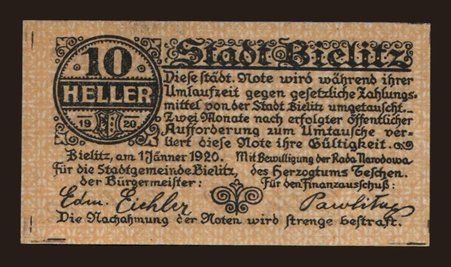 Stadt Bielitz
10
HELLER
19 20
Diese städt. Note wird während ihrer
Umlaufzeit gegen gesetzliche Zahlungs-
mittel von der Stadt Bielitz umgetauscht.
Zwei Monate nach erfolgter öffentlicher
Aufforderung zum Umtausche ver-
liert diese Note ihre Gültigkeit.
Bielitz, am 1 Jänner 1920.
Für die Stadtgemeinde Bielitz,
der Bürgermeister:
Edm. Eichler
Mit Bewilligung der Rada Narodowa
des Herzogtums Teschen.
Für den Finanzausschuß:
Die Nachahmung der Noten wird strenge bestraft.